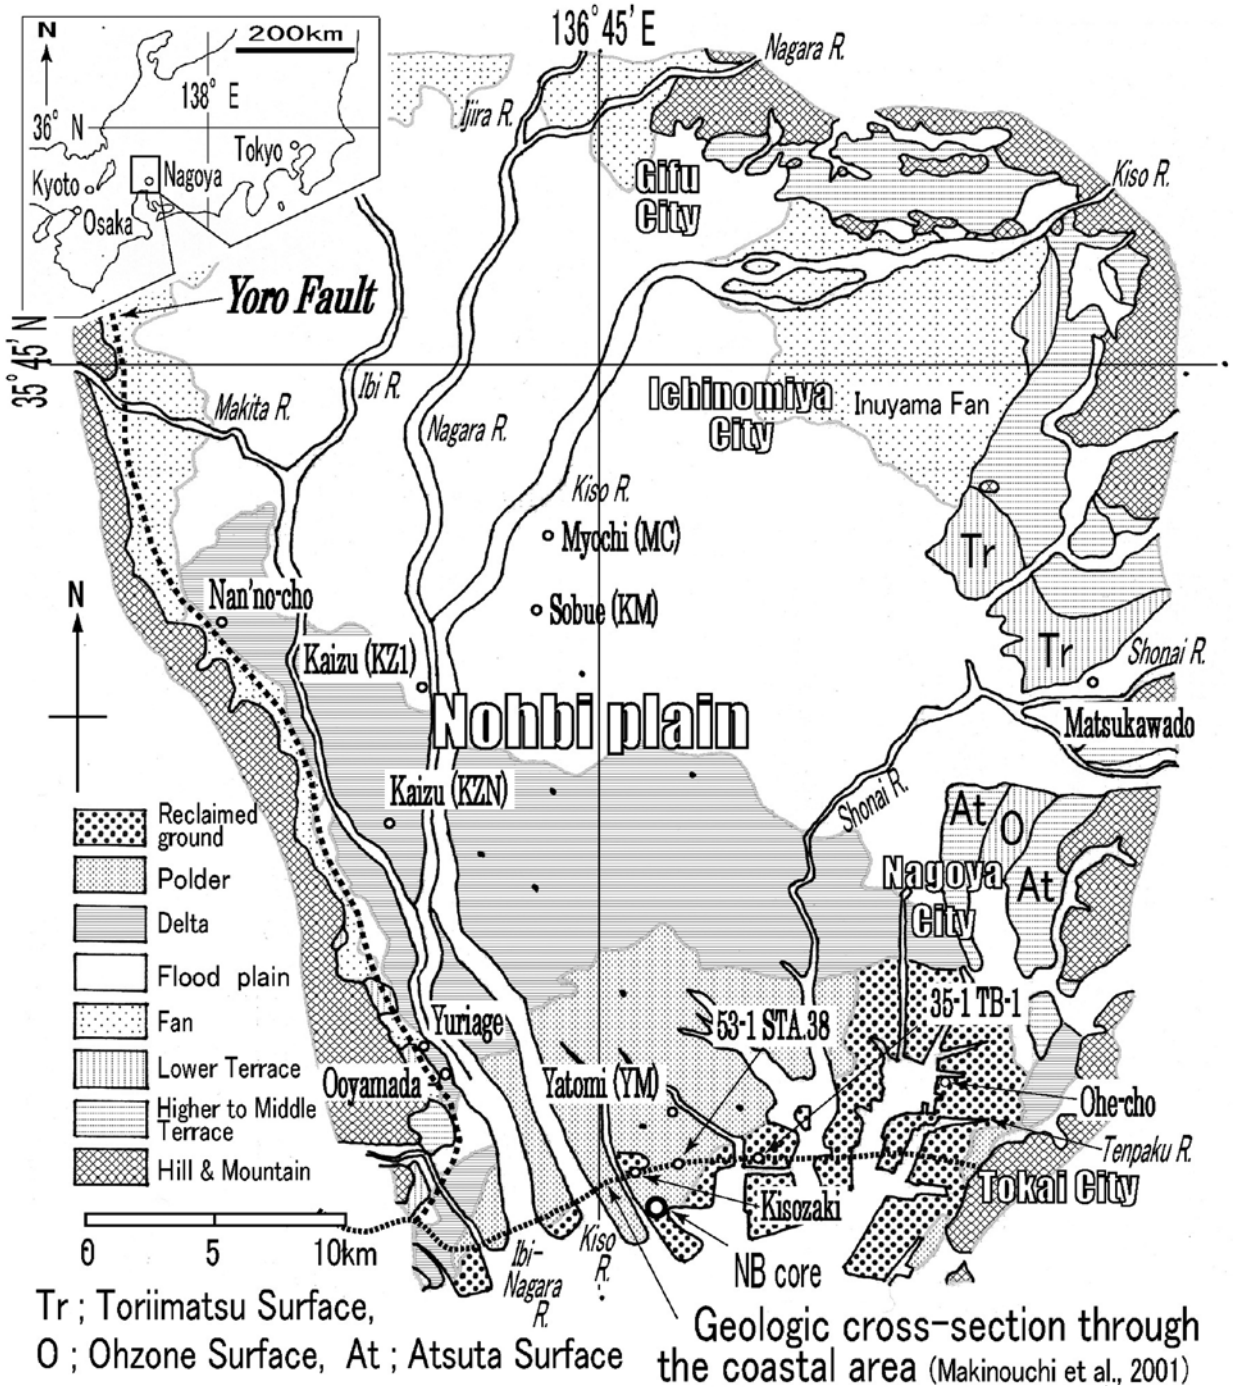 136°45' E
N
200km
138° E
36° N
Tokyo
Kyoto
Nagoya
Osaka
Nagara R.
Ijira R.
Gifu
City
Kiso R.
Yoro Fault
35°45' N
Makita R.
Ibi R.
Nagara R.
Ichinomiya
City
Inuyama Fan
Kiso R.
Myochi (MC)
Tr
N
Nan'no-cho
Sobue (KM)
Kaizu (KZ1)
Tr
Shonai R.
Nohbi plain
Matsukawado
Kaizu (KZN)
Shonai R.
At
O
At
Nagoya
City
Reclaimed
ground
Polder
Delta
Flood plain
Fan
Lower Terrace
Higher to Middle
Terrace
Hill & Mountain
Yuriage
53-1 STA.38
35-1 TB-1
Ooyamada
Yatomi (YM)
Ohe-cho
Tenpaku R.
Tokai City
Kisozaki
0 5 10km
Ibi-
Nagara
R.
Kiso
R.
NB core
Tr ; Toriimatsu Surface,
O ; Ohzone Surface, At ; Atsuta Surface
Geologic cross-section through
the coastal area (Makinouchi et al., 2001)